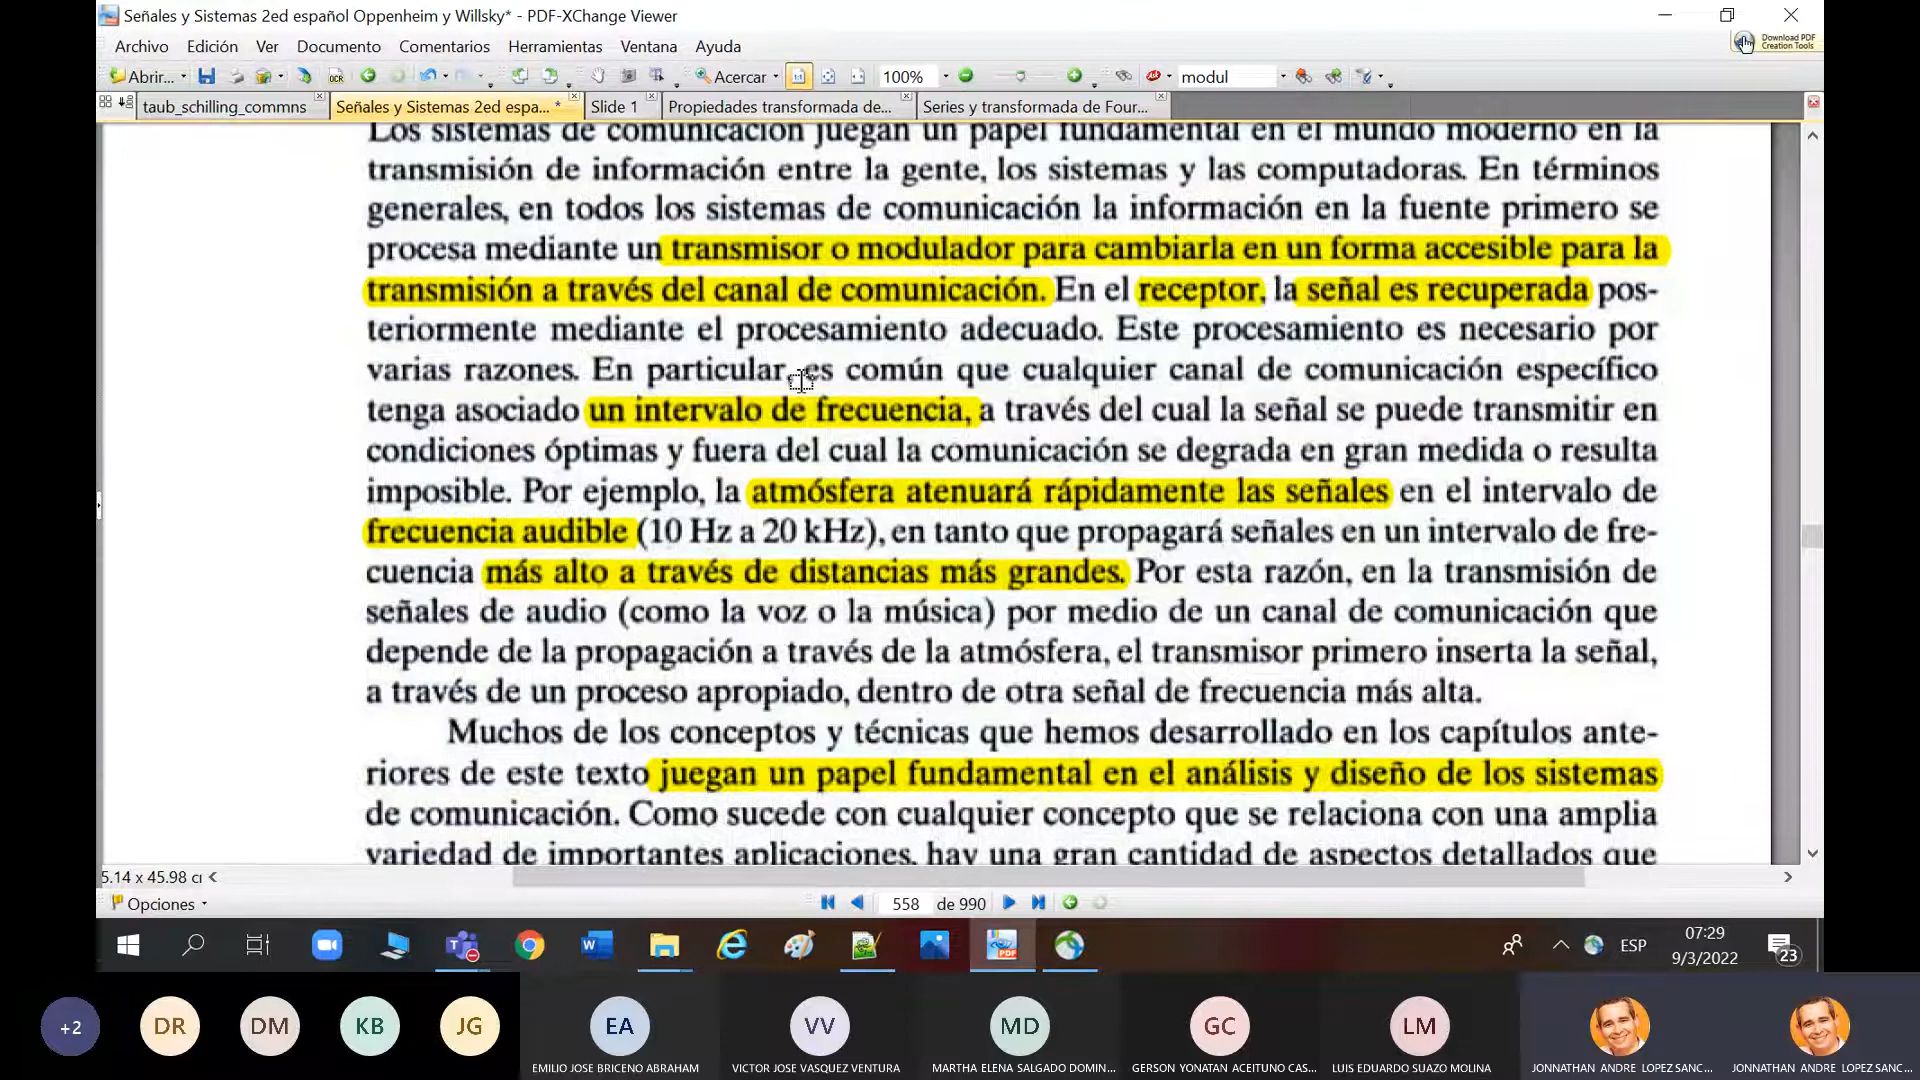 Señales y Sistemas 2ed español Oppenheim y Willsky* - PDF-XChange Viewer
Archivo Edición Ver Documento Comentarios Herramientas Ventana Ayuda
Download PDF
Creation Tools
Abrir... OCR Acercar 100% modul
taub_schilling_commns Señales y Sistemas 2ed espa... * Slide 1 Propiedades transformada de... Series y transformada de Four...
Los sistemas de comunicación juegan un papel fundamental en el mundo moderno en la
transmisión de información entre la gente, los sistemas y las computadoras. En términos
generales, en todos los sistemas de comunicación la información en la fuente primero se
procesa mediante un transmisor o modulador para cambiarla en un forma accesible para la
transmisión a través del canal de comunicación. En el receptor, la señal es recuperada pos-
teriormente mediante el procesamiento adecuado. Este procesamiento es necesario por
varias razones. En particular, es común que cualquier canal de comunicación específico
tenga asociado un intervalo de frecuencia, a través del cual la señal se puede transmitir en
condiciones óptimas y fuera del cual la comunicación se degrada en gran medida o resulta
imposible. Por ejemplo, la atmósfera atenuará rápidamente las señales en el intervalo de
frecuencia audible (10 Hz a 20 kHz), en tanto que propagará señales en un intervalo de fre-
cuencia más alto a través de distancias más grandes. Por esta razón, en la transmisión de
señales de audio (como la voz o la música) por medio de un canal de comunicación que
depende de la propagación a través de la atmósfera, el transmisor primero inserta la señal,
a través de un proceso apropiado, dentro de otra señal de frecuencia más alta.
Muchos de los conceptos y técnicas que hemos desarrollado en los capítulos ante-
riores de este texto juegan un papel fundamental en el análisis y diseño de los sistemas
de comunicación. Como sucede con cualquier concepto que se relaciona con una amplia
variedad de importantes aplicaciones, hay una gran cantidad de aspectos detallados que
5.14 x 45.98 cı
Opciones 558 de 990
ESP 07:29
9/3/2022 23
+2 DR DM KB JG EA VV MD GC LM
EMILIO JOSE BRICENO ABRAHAM VICTOR JOSE VASQUEZ VENTURA MARTHA ELENA SALGADO DOMIN... GERSON YONATAN ACEITUNO CAS... LUIS EDUARDO SUAZO MOLINA JONNATHAN ANDRE LOPEZ SANC... JONNATHAN ANDRE LOPEZ SANC...